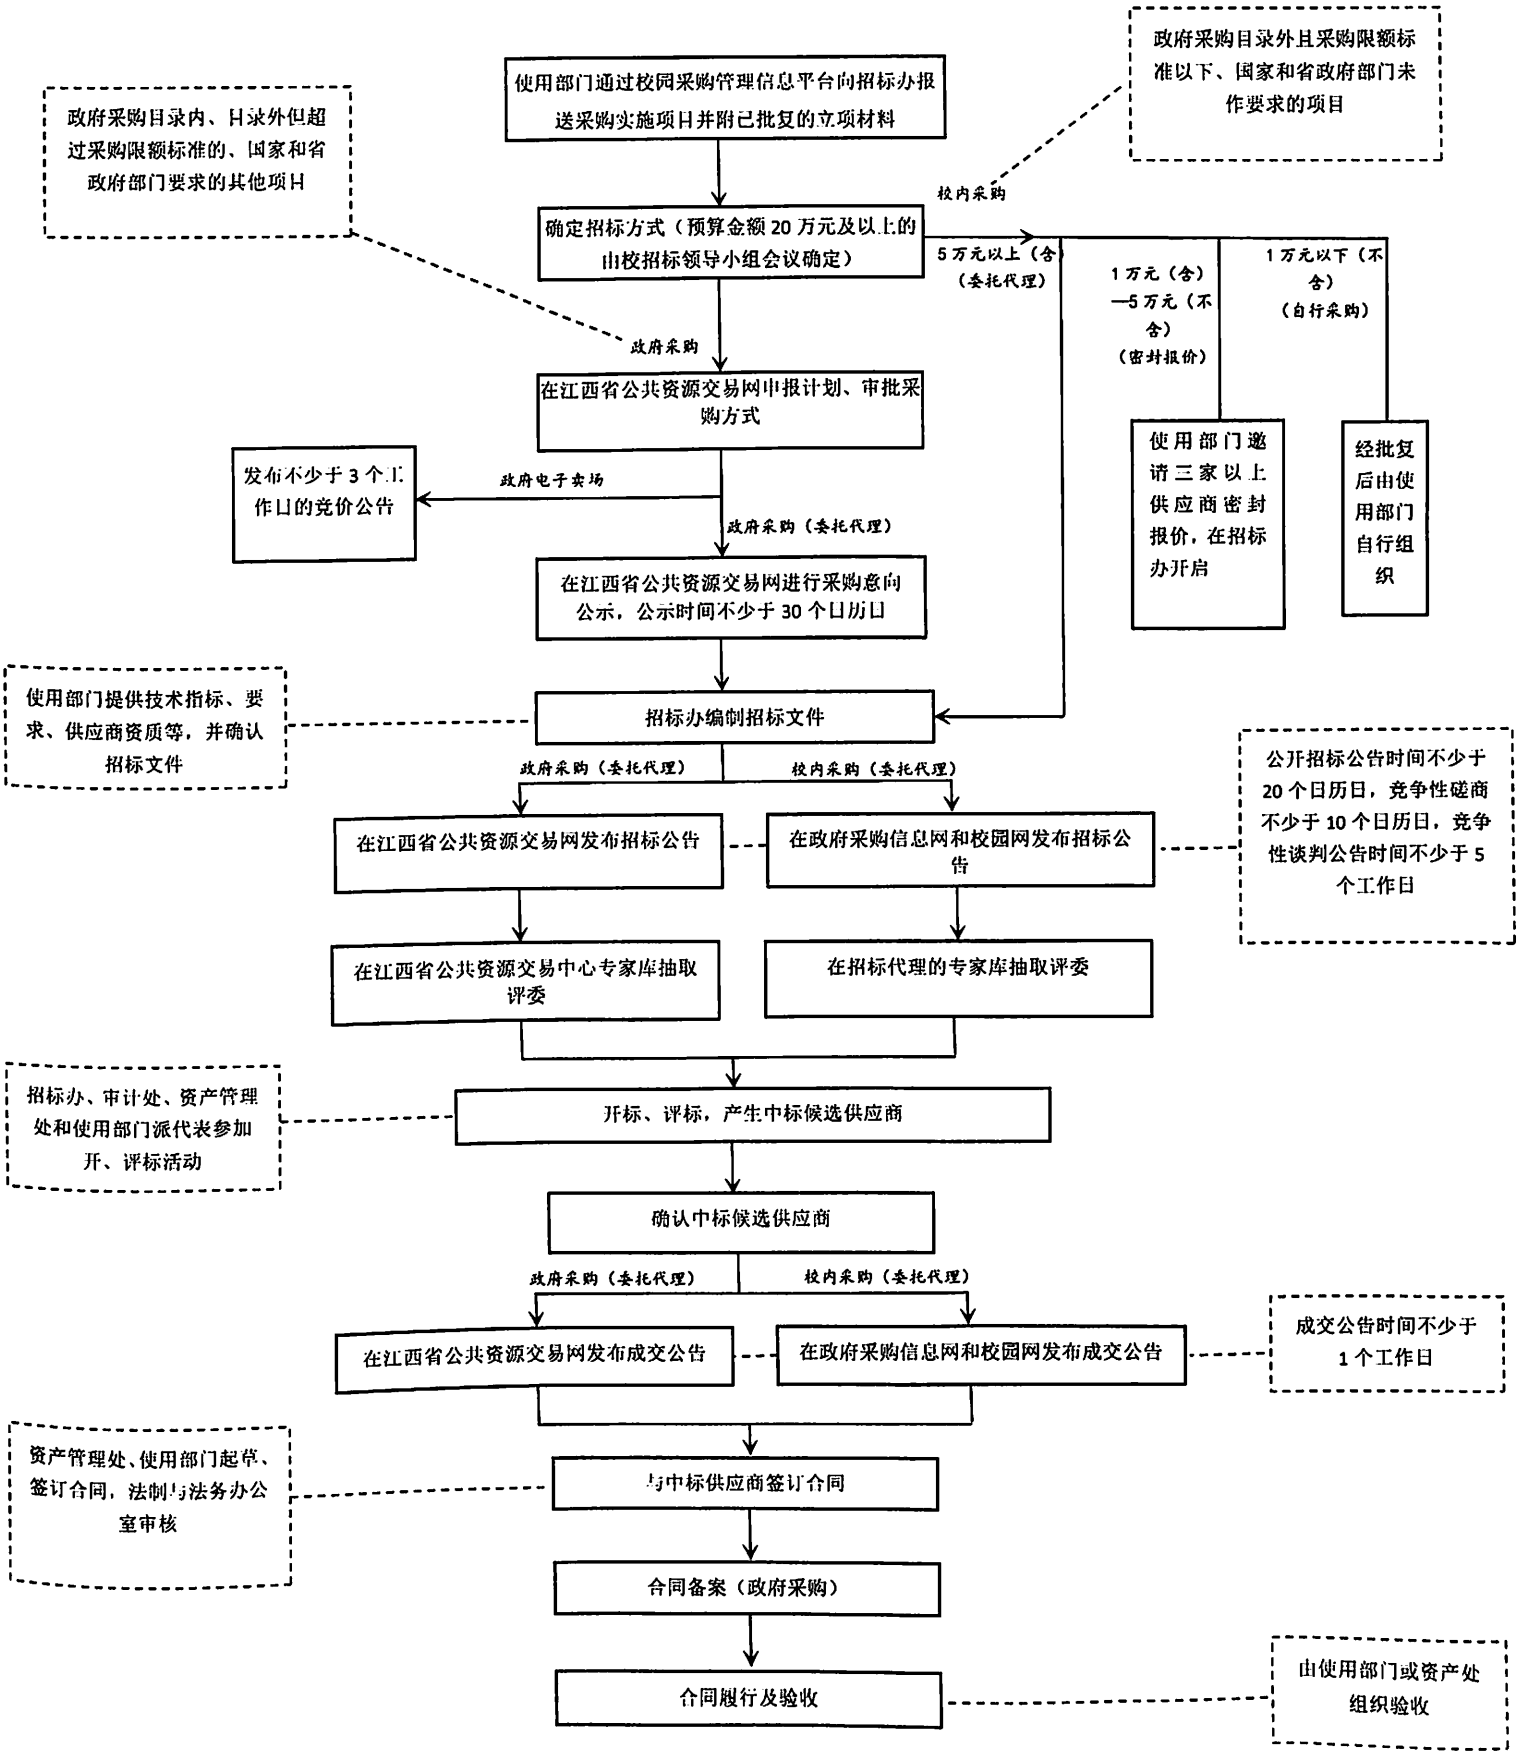 政府采购目录外且采购限额标
准以下、国家和省政府部门未
作要求的项目
使用部门通过校园采购管理信息平台向招标办报
送采购实施项目并附已批复的立项材料
政府采购目录内、目录外但超
过采购限额标准的、国家和省
政府部门要求的其他项目
校内采购
确定招标方式（预算金额 20 万元及以上的
由校招标领导小组会议确定）
5 万元以上（含）
（委托代理）
1 万元（含）
—5 万元（不
含）
（密封报价）
1 万元以下（不
含）
（自行采购）
政府采购
在江西省公共资源交易网申报计划、审批采
购方式
使用部门邀
请三家以上
供应商密封
报价，在招标
办开启
经批复
后由使
用部门
自行组
织
发布不少于 3 个工
作日的竞价公告
政府电子卖场
政府采购（委托代理）
在江西省公共资源交易网进行采购意向
公示，公示时间不少于 30 个日历日
使用部门提供技术指标、要
求、供应商资质等，并确认
招标文件
招标办编制招标文件
政府采购（委托代理）
校内采购（委托代理）
公开招标公告时间不少于
20 个日历日，竞争性磋商
不少于 10 个日历日，竞争
性谈判公告时间不少于 5
个工作日
在江西省公共资源交易网发布招标公告
在政府采购信息网和校园网发布招标公
告
在江西省公共资源交易中心专家库抽取
评委
在招标代理的专家库抽取评委
招标办、审计处、资产管理
处和使用部门派代表参加
开、评标活动
开标、评标，产生中标候选供应商
确认中标候选供应商
政府采购（委托代理）
校内采购（委托代理）
在江西省公共资源交易网发布成交公告
在政府采购信息网和校园网发布成交公告
成交公告时间不少于
1 个工作日
资产管理处、使用部门起草、
签订合同，法制与法务办公
室审核
与中标供应商签订合同
合同备案（政府采购）
合同履行及验收
由使用部门或资产处
组织验收